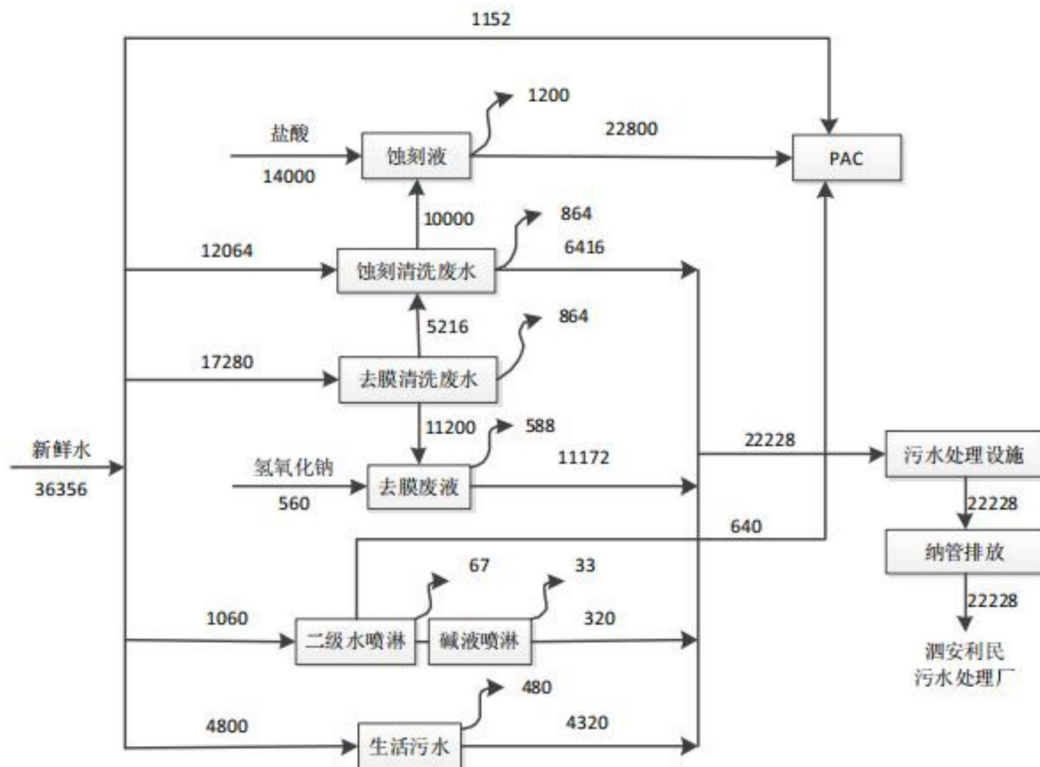 1152
1200
盐酸
22800
蚀刻液
PAC
14000
10000
864
12064
6416
蚀刻清洗废水
5216
864
17280
去膜清洗废水
11200
588
新鲜水
22228
氢氧化钠
11172
污水处理设施
36356
去膜废液
560
22228
640
纳管排放
67
33
1060
320
22228
二级水喷淋
碱液喷淋
泗安利民
污水处理厂
480
4800
4320
生活污水